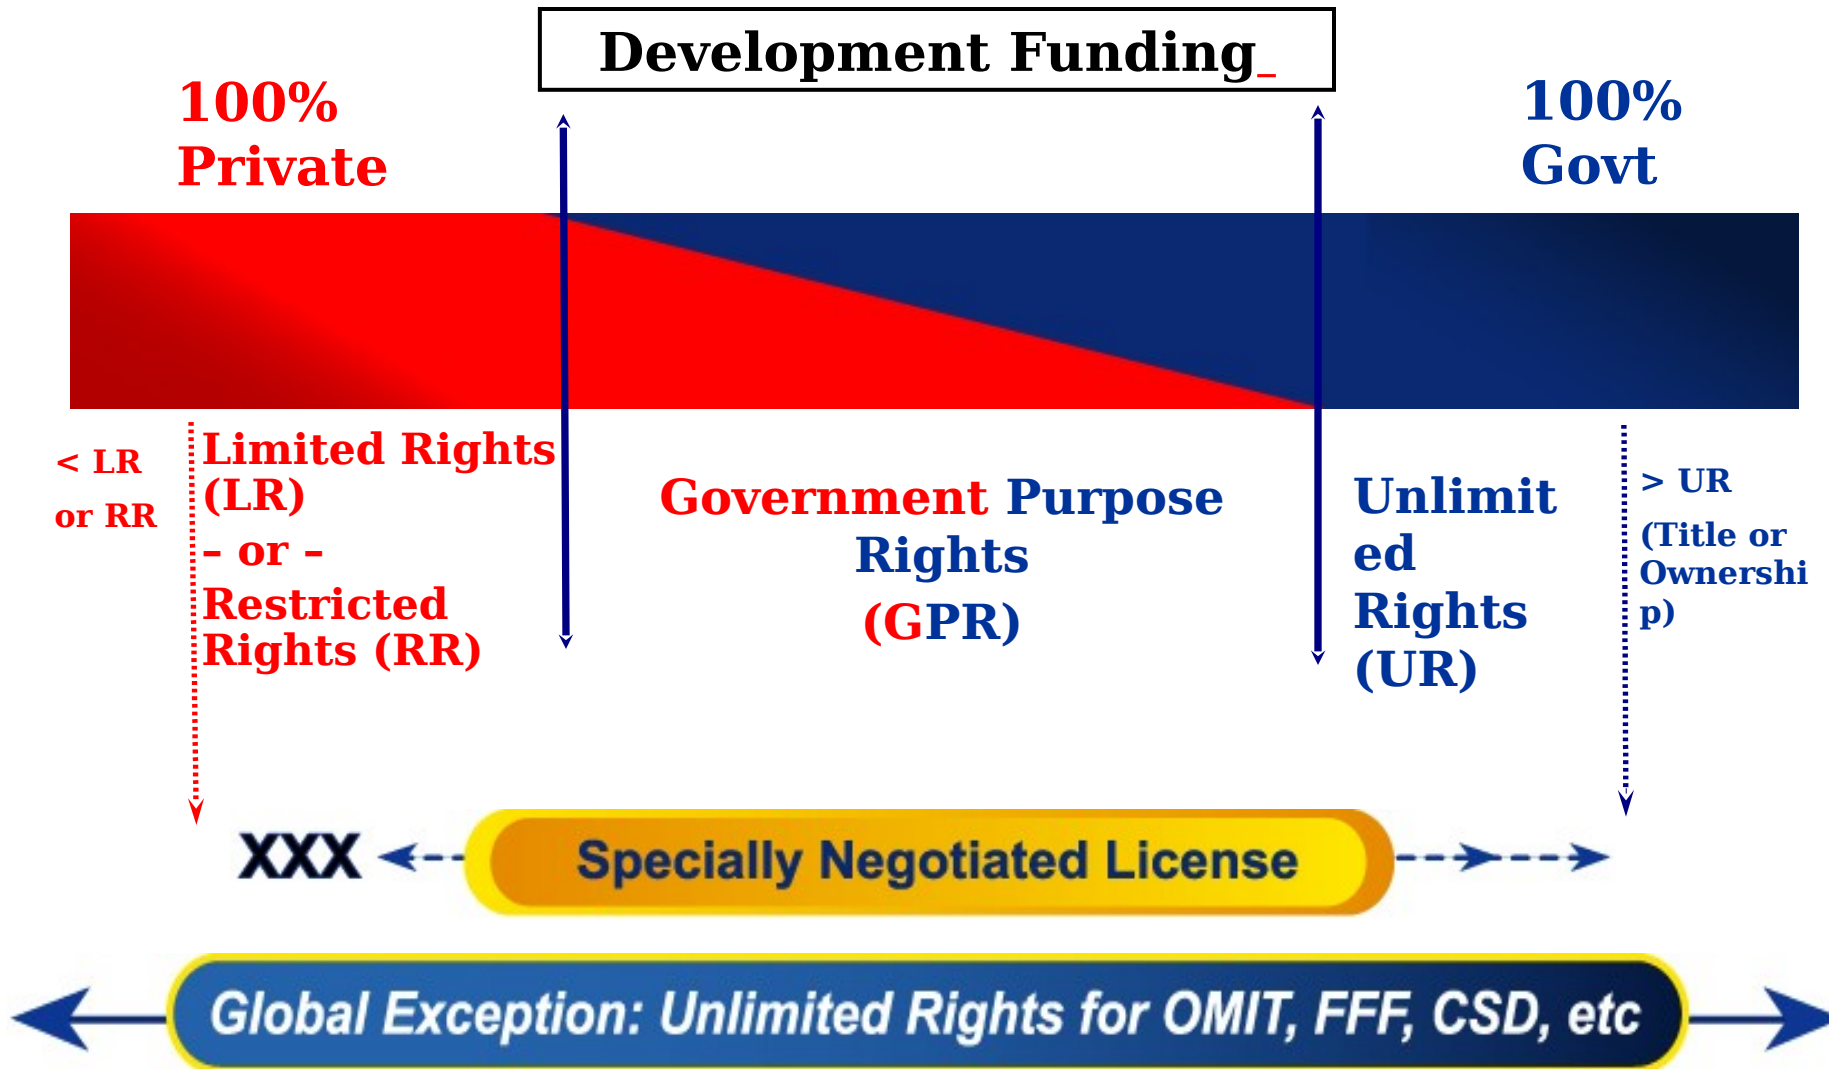 Development Funding_
100%
Private
100%
Govt
< LR
or RR
Limited Rights
(LR)
– or –
Restricted
Rights (RR)
Government Purpose
Rights
(GPR)
Unlimit
ed
Rights
(UR)
> UR
(Title or
Ownershi
p)
XXX
Specially Negotiated License
Global Exception: Unlimited Rights for OMIT, FFF, CSD, etc